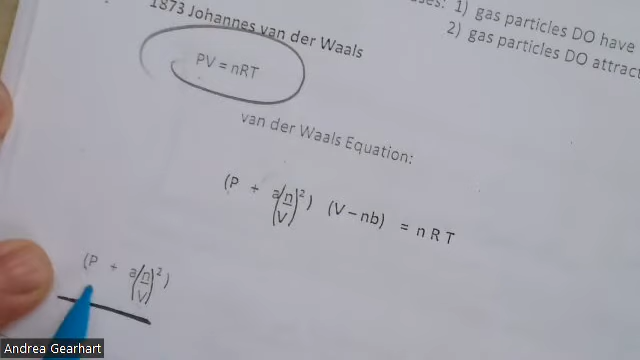 1) gas particles DO have
2) gas particles DO attract
1873 Johannes van der Waals
PV = nRT
van der Waals Equation:
(P + a(n/V)²) (V – nb) = n R T
(P + a(n/V)²)
Andrea Gearhart